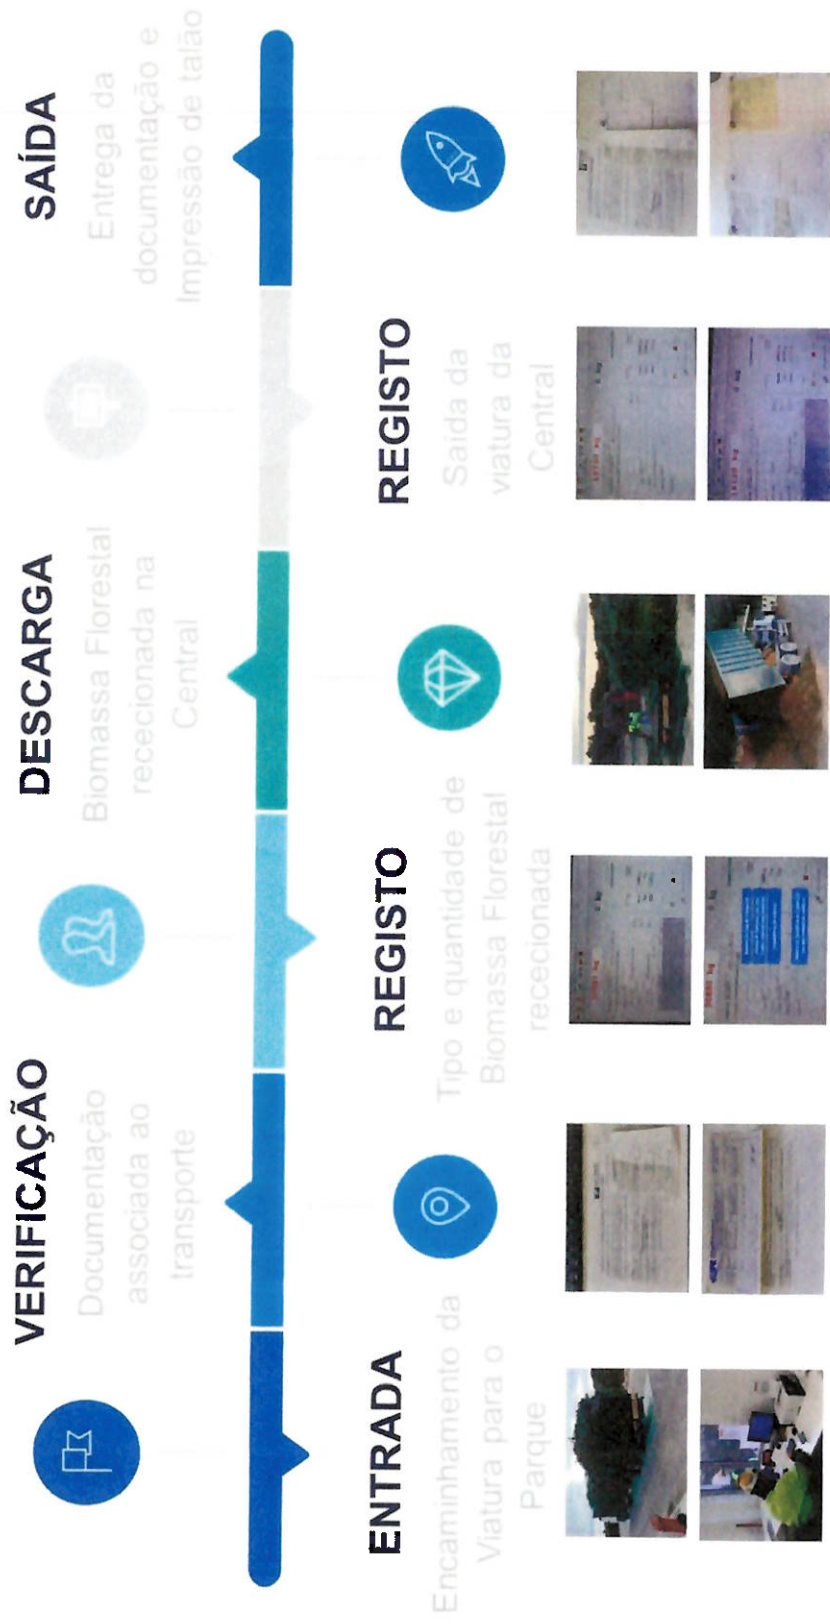 ENTRADA
Encaminhamento da
Viatura para o
Parque
VERIFICAÇÃO
Documentação
associada ao
transporte
REGISTO
Tipo e quantidade de
Biomassa Florestal
rececionada
DESCARGA
Biomassa Florestal
rececionada na
Central
REGISTO
Saída da
viatura da
Central
SAÍDA
Entrega da
documentação e
Impressão de talão